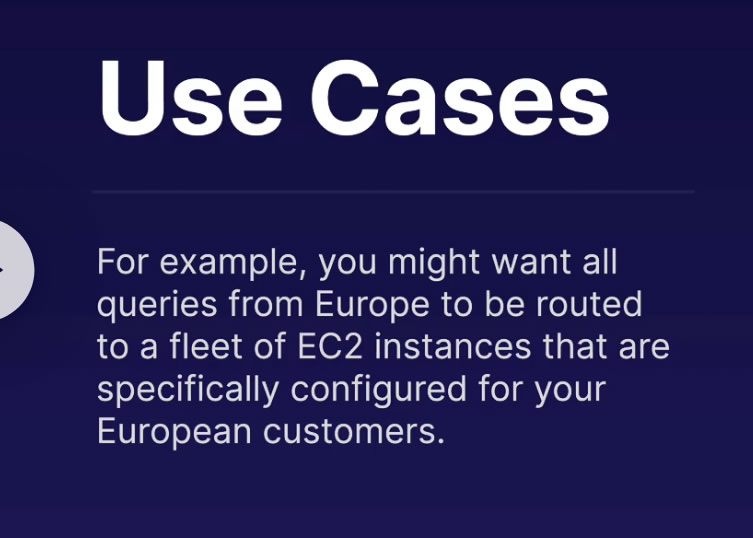 Use Cases
For example, you might want all
queries from Europe to be routed
to a fleet of EC2 instances that are
specifically configured for your
European customers.